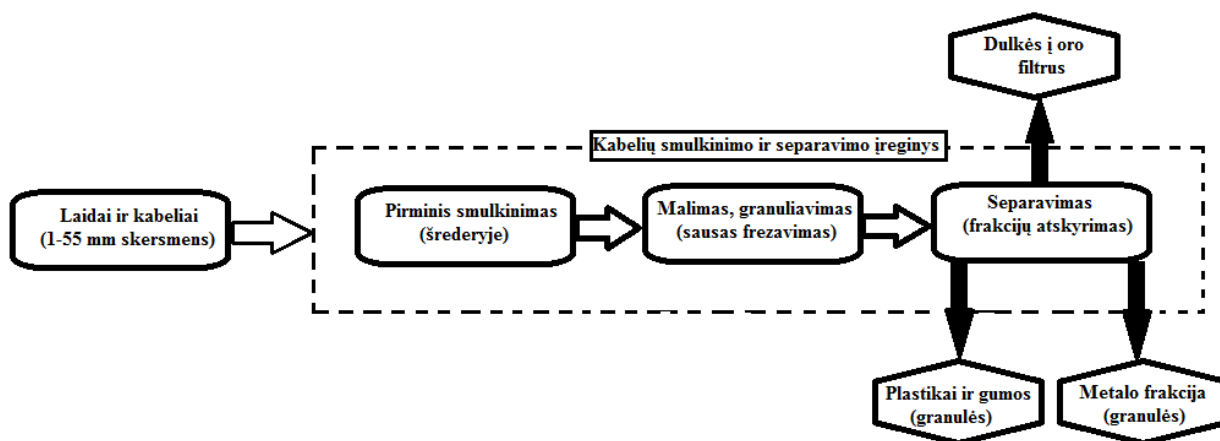 Dulkės į oro
filtrus
Kabelių smulkinimo ir separavimo įreginys
Laidai ir kabeliai
(1-55 mm skersmens)
Pirminis smulkinimas
(šrederyje)
Malimas, granuliavimas
(sausas frezavimas)
Separavimas
(frakcijų atskyrimas)
Plastikai ir gumos
(granulės)
Metalo frakcija
(granulės)